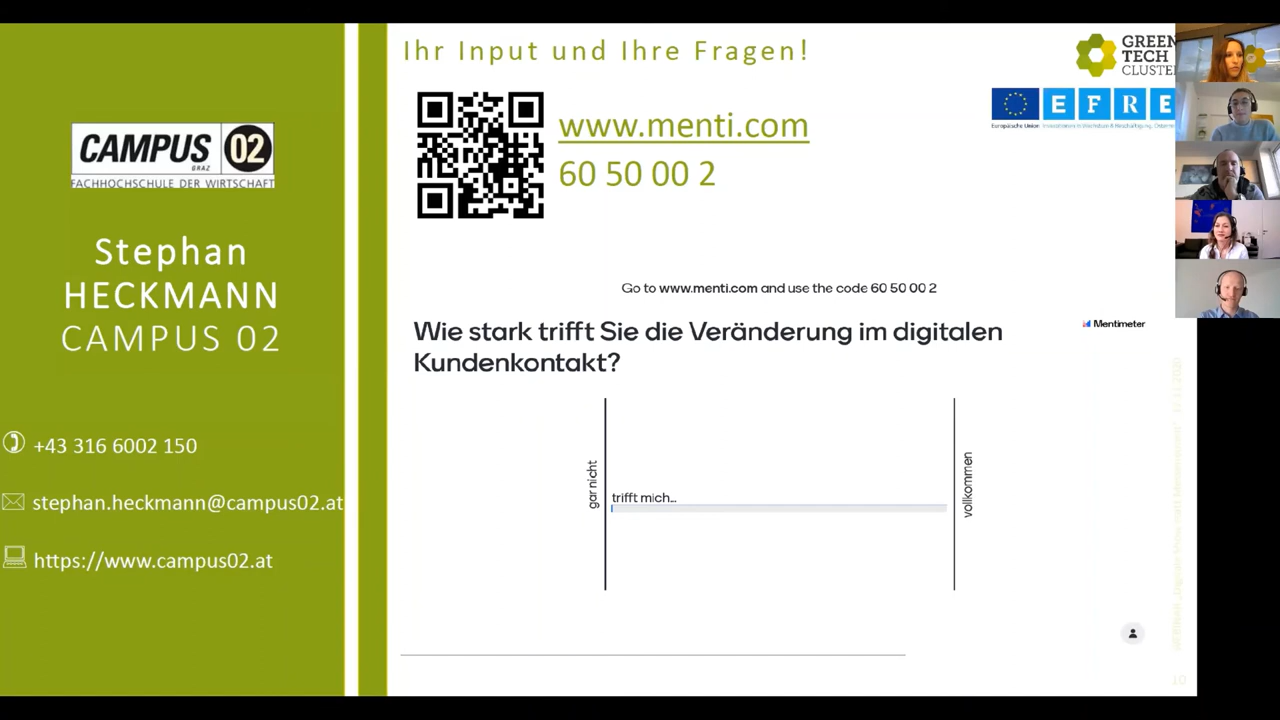 Ihr Input und Ihre Fragen!
www.menti.com
60 50 00 2
GREEN
TECH
CLUSTER
EFRE
Europäische Union
CAMPUS 02
GRAZ
FACHHOCHSCHULE DER WIRTSCHAFT
Stephan
HECKMANN
CAMPUS 02
+43 316 6002 150
stephan.heckmann@campus02.at
https://www.campus02.at
Go to www.menti.com and use the code 60 50 00 2
Wie stark trifft Sie die Veränderung im digitalen
Kundenkontakt?
Mentimeter
gar nicht
trifft mich...
vollkommen